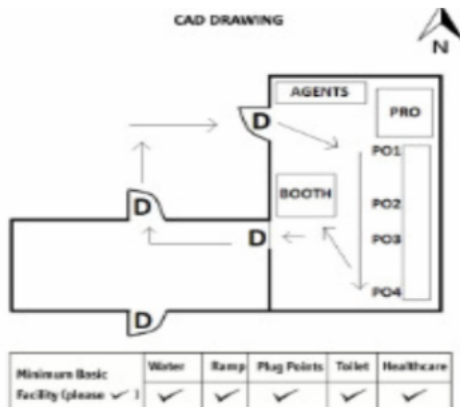 CAD DRAWING
N
AGENTS
D
PRO
PO1
BOOTH
PO2
D
D
PO3
PO4
D
Minimum Basic Facility (please ✓) Water Ramp Plug Points Toilet Healthcare
✓ ✓ ✓ ✓ ✓